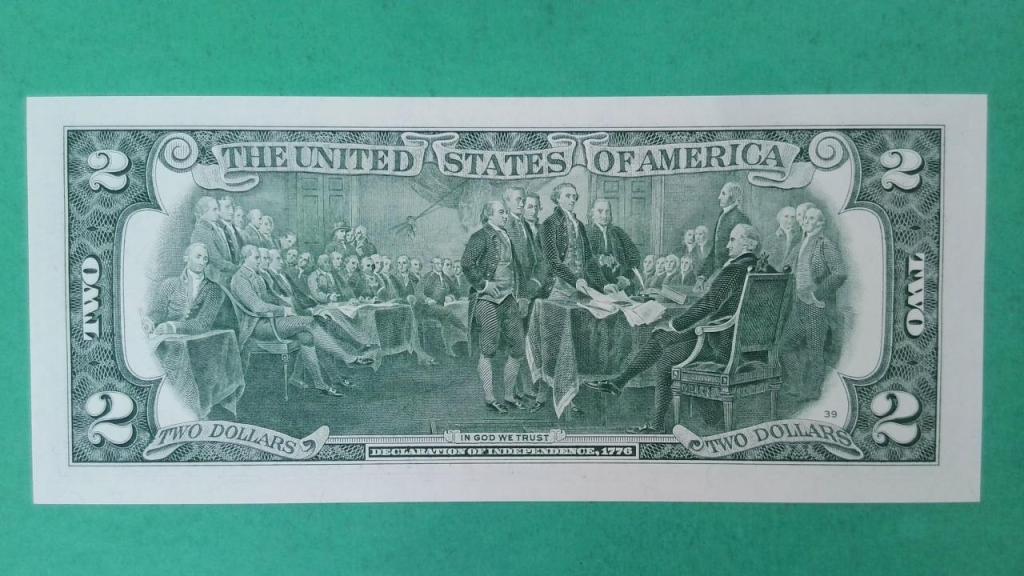 2 THE UNITED STATES OF AMERICA 2
TWO TWO
39
2 TWO DOLLARS IN GOD WE TRUST TWO DOLLARS 2
DECLARATION OF INDEPENDENCE, 1776